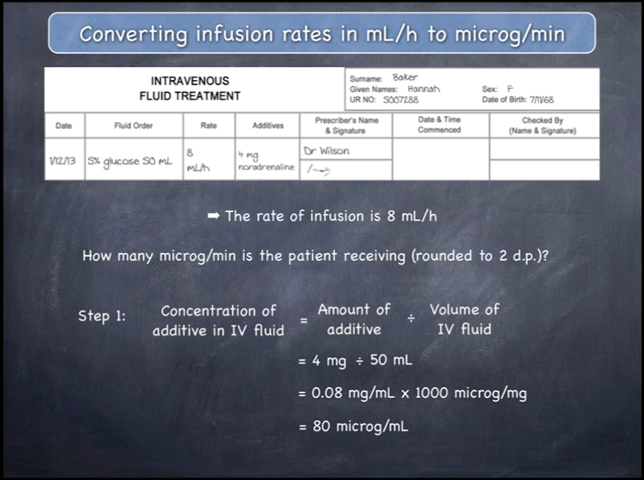 Converting infusion rates in mL/h to microg/min
INTRAVENOUS
FLUID TREATMENT
Surname: Baker
Given Names: Hannah Sex: F
UR NO: S007288 Date of Birth: 7/11/68
Date Fluid Order Rate Additives Prescriber's Name & Signature Date & Time Commenced Checked By (Name & Signature)
1/12/13 5% glucose 50 mL 8 mL/h 4 mg noradrenaline Dr Wilson
➡ The rate of infusion is 8 mL/h
How many microg/min is the patient receiving (rounded to 2 d.p.)?
Step 1: Concentration of additive in IV fluid = Amount of additive ÷ Volume of IV fluid
= 4 mg ÷ 50 mL
= 0.08 mg/mL x 1000 microg/mg
= 80 microg/mL